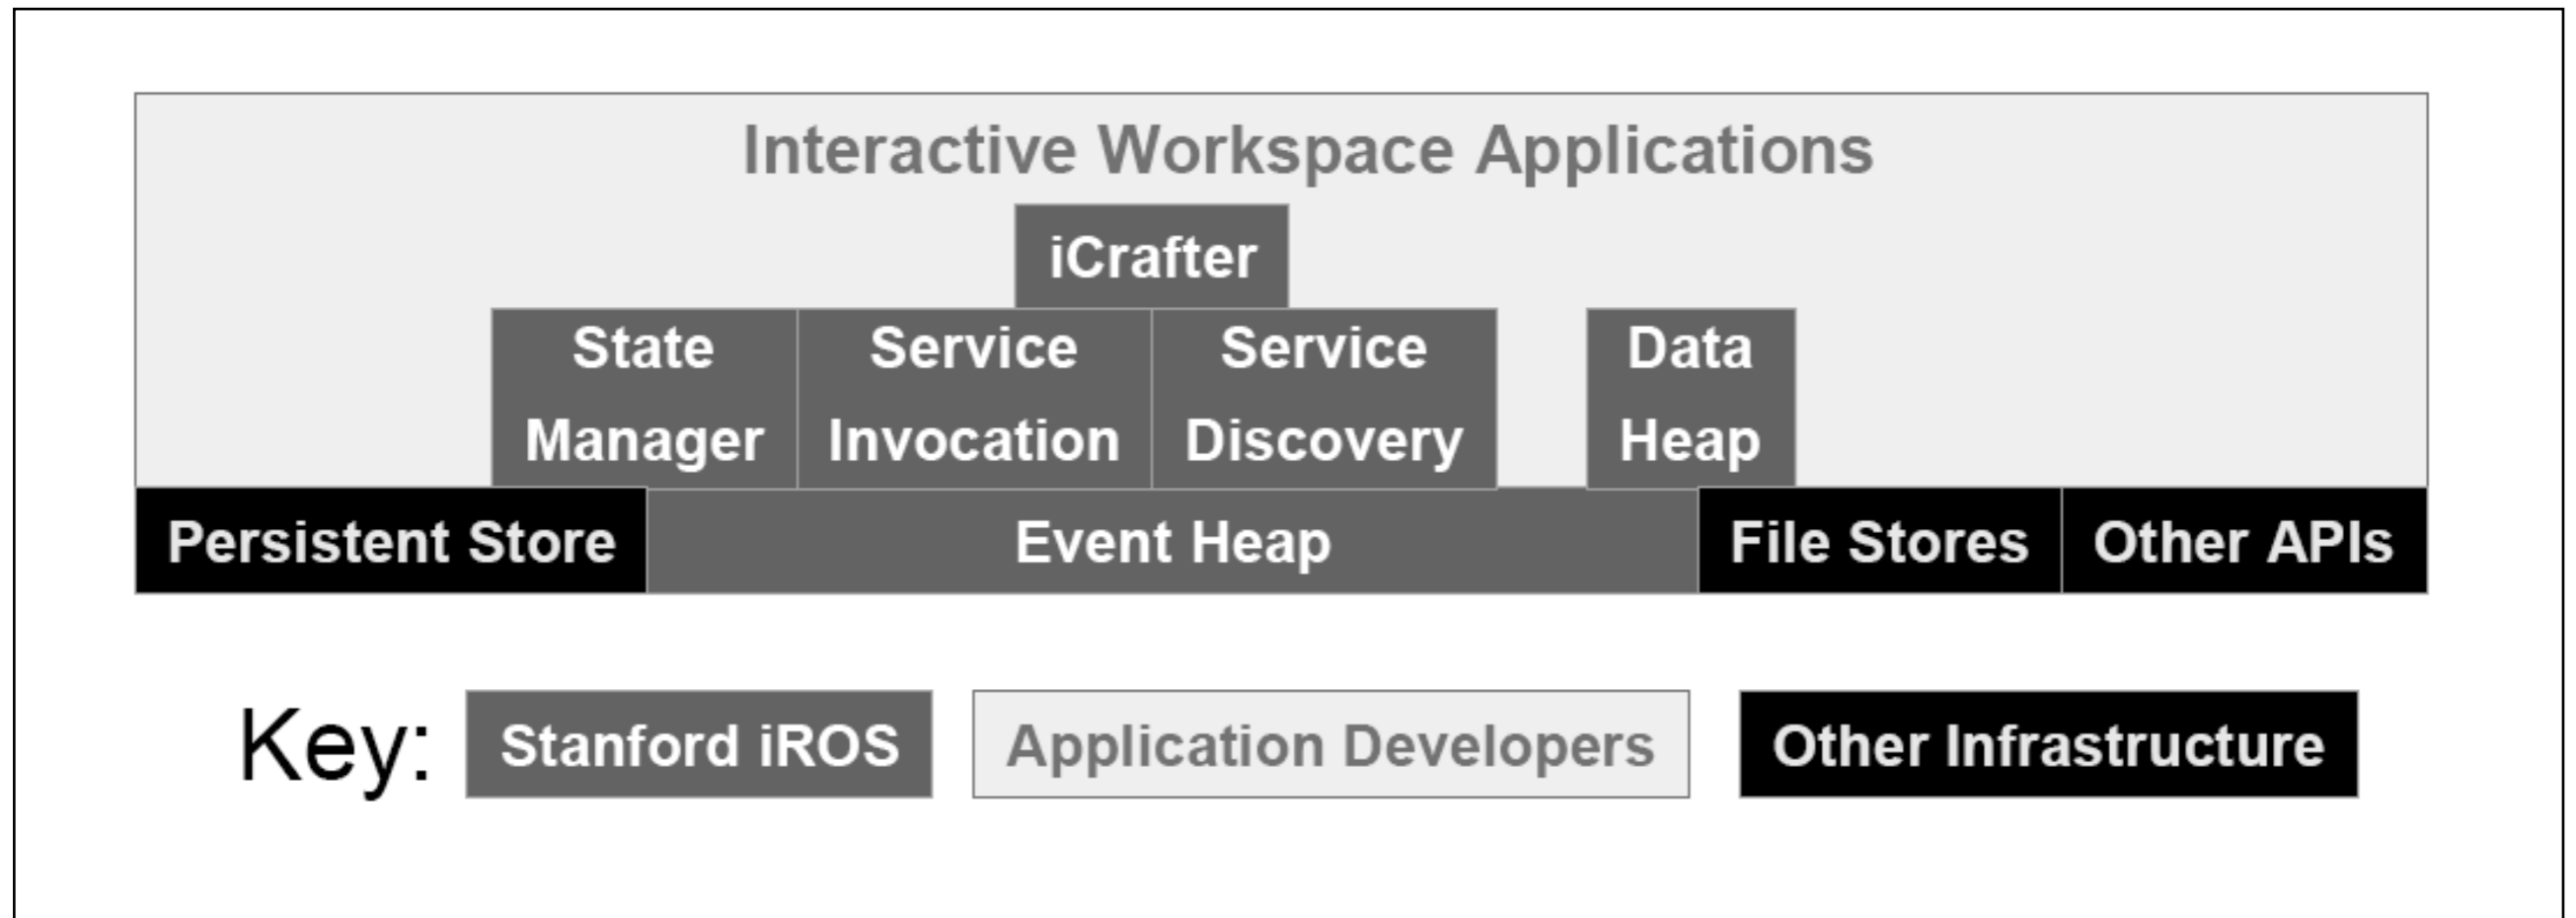 Interactive Workspace Applications
iCrafter
State
Manager
Service
Invocation
Service
Discovery
Data
Heap
Persistent Store
Event Heap
File Stores
Other APIs
Key:
Stanford iROS
Application Developers
Other Infrastructure